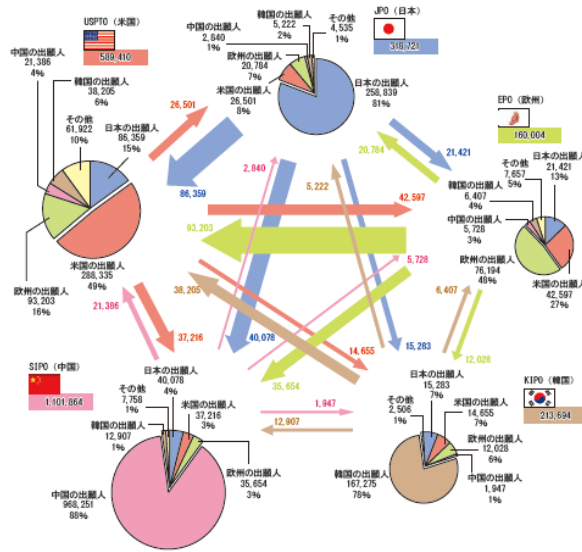 USPTO（米国）
589,410
中国の出願人
21,386
4%
韓国の出願人
38,205
6%
その他
61,922
10%
日本の出願人
86,359
15%
米国の出願人
288,335
49%
欧州の出願人
93,203
16%
JPO（日本）
318,721
韓国の出願人
5,222
2%
その他
4,535
1%
中国の出願人
2,840
1%
欧州の出願人
20,784
7%
米国の出願人
26,501
8%
日本の出願人
258,839
81%
EPO（欧州）
160,004
その他
7,657
5%
日本の出願人
21,421
13%
韓国の出願人
6,407
4%
中国の出願人
5,728
3%
欧州の出願人
76,194
48%
米国の出願人
42,597
27%
26,501
86,359
2,840
5,222
20,784
21,421
42,597
93,203
5,728
38,205
6,407
12,028
21,386
37,216
40,078
14,655
15,283
35,654
1,947
12,907
SIPO（中国）
1,101,864
日本の出願人
40,078
4%
その他
7,758
1%
米国の出願人
37,216
3%
韓国の出願人
12,907
1%
欧州の出願人
35,654
3%
中国の出願人
968,251
88%
KIPO（韓国）
213,694
日本の出願人
15,283
7%
その他
2,506
1%
米国の出願人
14,655
7%
欧州の出願人
12,028
6%
中国の出願人
1,947
1%
韓国の出願人
167,275
78%